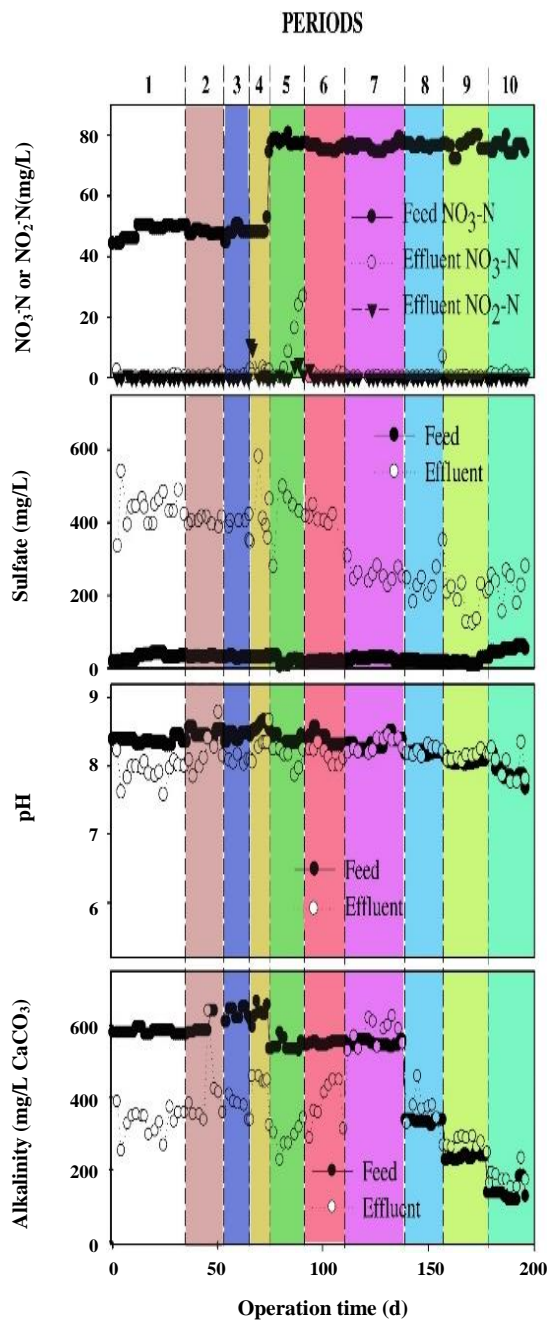 PERIODS
1 2 3 4 5 6 7 8 9 10
NO3-N or NO2-N(mg/L)
80
60
40
20
0
Feed NO3-N
Effluent NO3-N
Effluent NO2-N
Sulfate (mg/L)
600
400
200
0
Feed
Effluent
pH
9
8
7
6
Feed
Effluent
Alkalinity (mg/L CaCO3)
600
400
200
0
Feed
Effluent
0 50 100 150 200
Operation time (d)